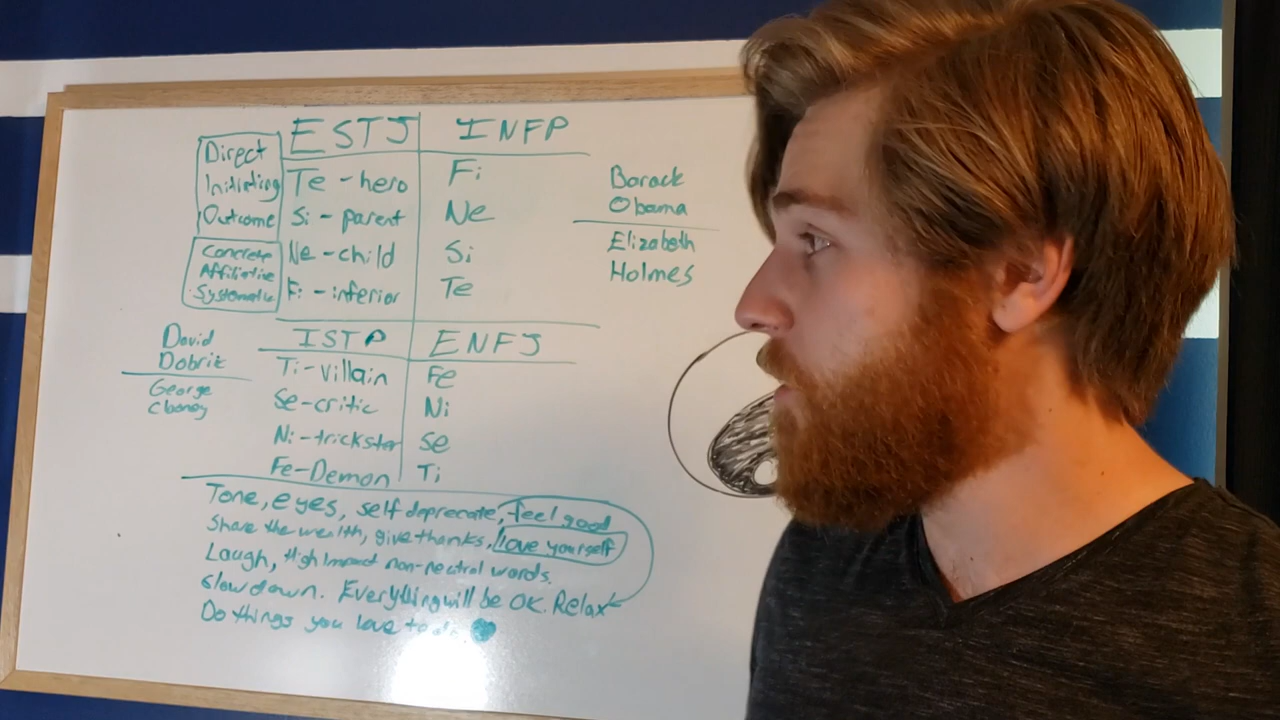 ESTJ INFP
Direct
Initiating
Outcome
Concrete
Affiliative
Systematic
Te - hero Fi
Si - parent Ne
Ne - child Si
Fi - inferior Te
Barack
Obama
Elizabeth
Holmes
David
Dobrik
George
Clooney
ISTP ENFJ
Ti - villain Fe
Se - critic Ni
Ni - trickster Se
Fe - Demon Ti
Tone, eyes, self deprecate, feel good
Share the wealth, give thanks, love yourself
Laugh, High Impact non-neutral words.
Slow down. Everything will be OK. Relax
Do things you love to do.